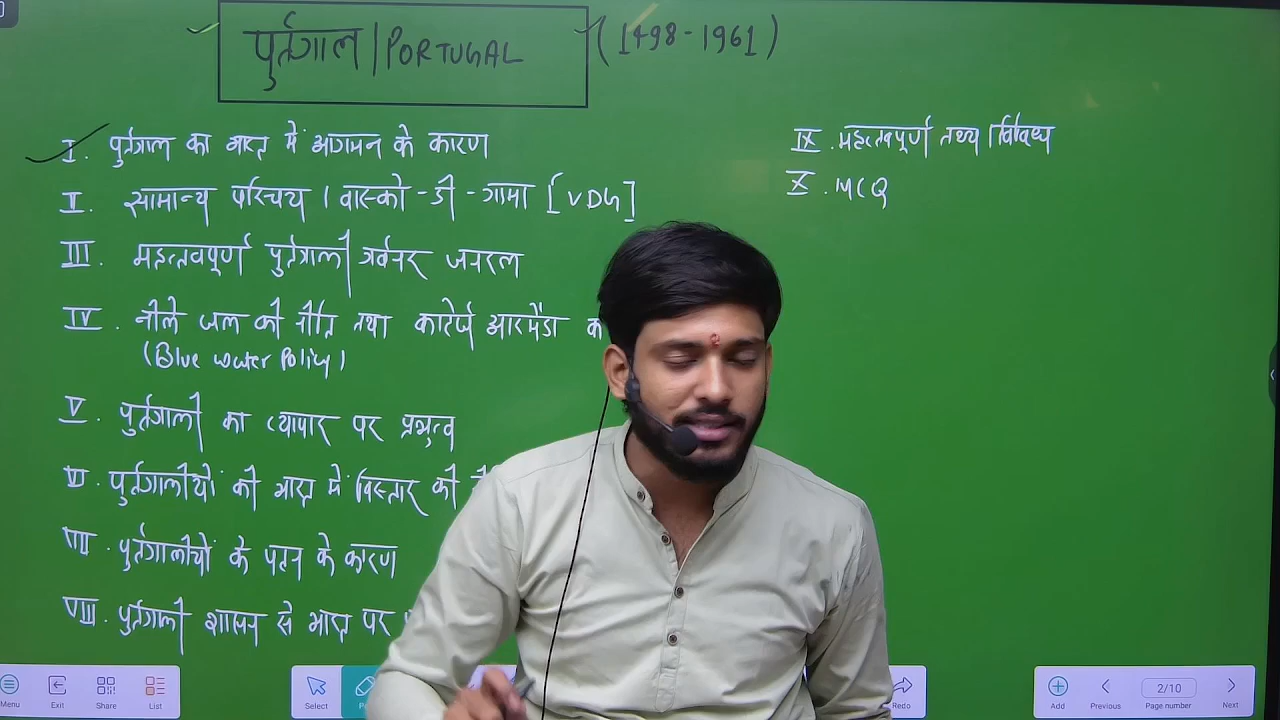 पुर्तगाल | PORTUGAL (1498-1961)
I. पुर्तगाल का भारत में आगमन के कारण
II. सामान्य परिचय । वास्को-डी-गामा [VDG]
III. महत्वपूर्ण पुर्तगाली गर्वनर जनरल
IV. नीले जल की नीति तथा कार्टेज आरमैडा
(Blue water Policy)
V. पुर्तगाली का व्यापार पर प्रभुत्व
VI. पुर्तगालीयों की भारत में विस्तार की
VII. पुर्तगालीयों के पतन के कारण
VIII. पुर्तगाली शासन से भारत पर
IX. महत्वपूर्ण तथ्य । विविध
X. MCQ
Menu Exit Share List Select Redo Add Previous 2/10 Page number Next